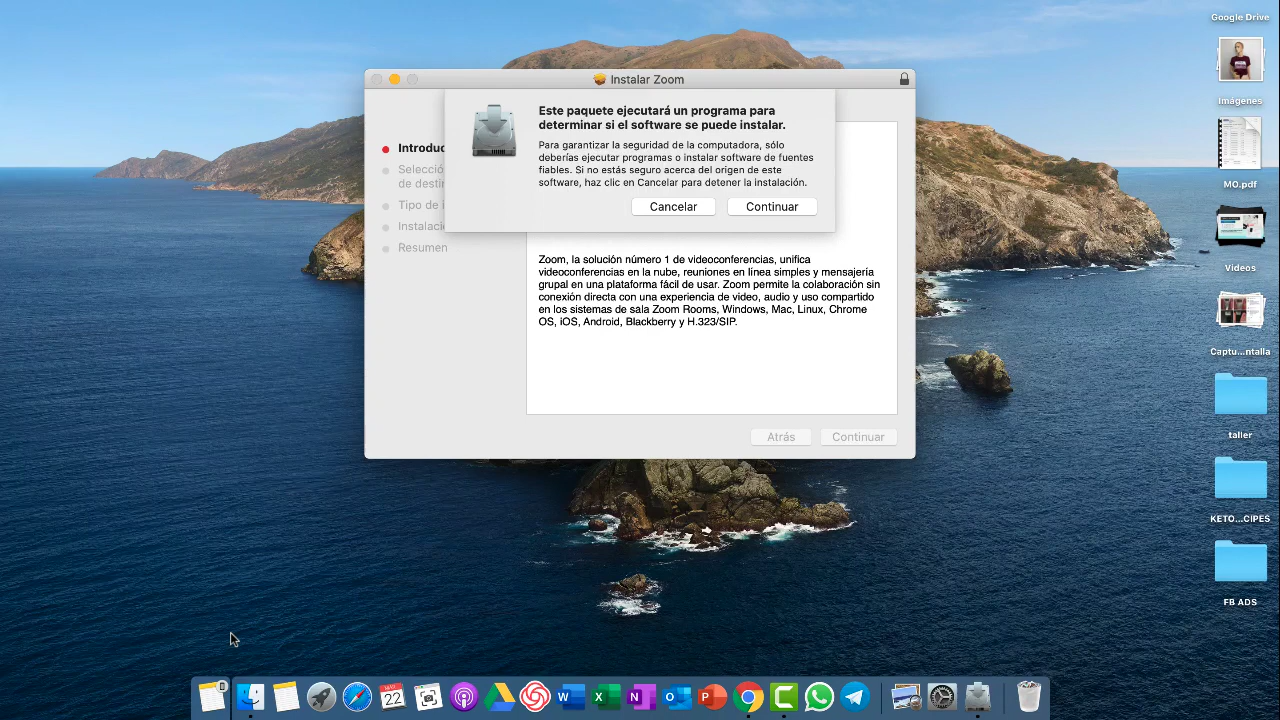 Instalar Zoom
Este paquete ejecutará un programa para
determinar si el software se puede instalar.
Para garantizar la seguridad de la computadora, sólo
deberías ejecutar programas o instalar software de fuentes
fiables. Si no estás seguro acerca del origen de este
software, haz clic en Cancelar para detener la instalación.
Cancelar
Continuar
Introduc
Selecció
de destin
Tipo de i
Instalació
Resumen
Zoom, la solución número 1 de videoconferencias, unifica
videoconferencias en la nube, reuniones en línea simples y mensajería
grupal en una plataforma fácil de usar. Zoom permite la colaboración sin
conexión directa con una experiencia de video, audio y uso compartido
en los sistemas de sala Zoom Rooms, Windows, Mac, Linux, Chrome
OS, iOS, Android, Blackberry y H.323/SIP.
Atrás
Continuar
Google Drive
Imágenes
MO.pdf
Videos
Captu...ntalla
taller
KETO...CIPES
FB ADS
22
W
X
N
O
P
C